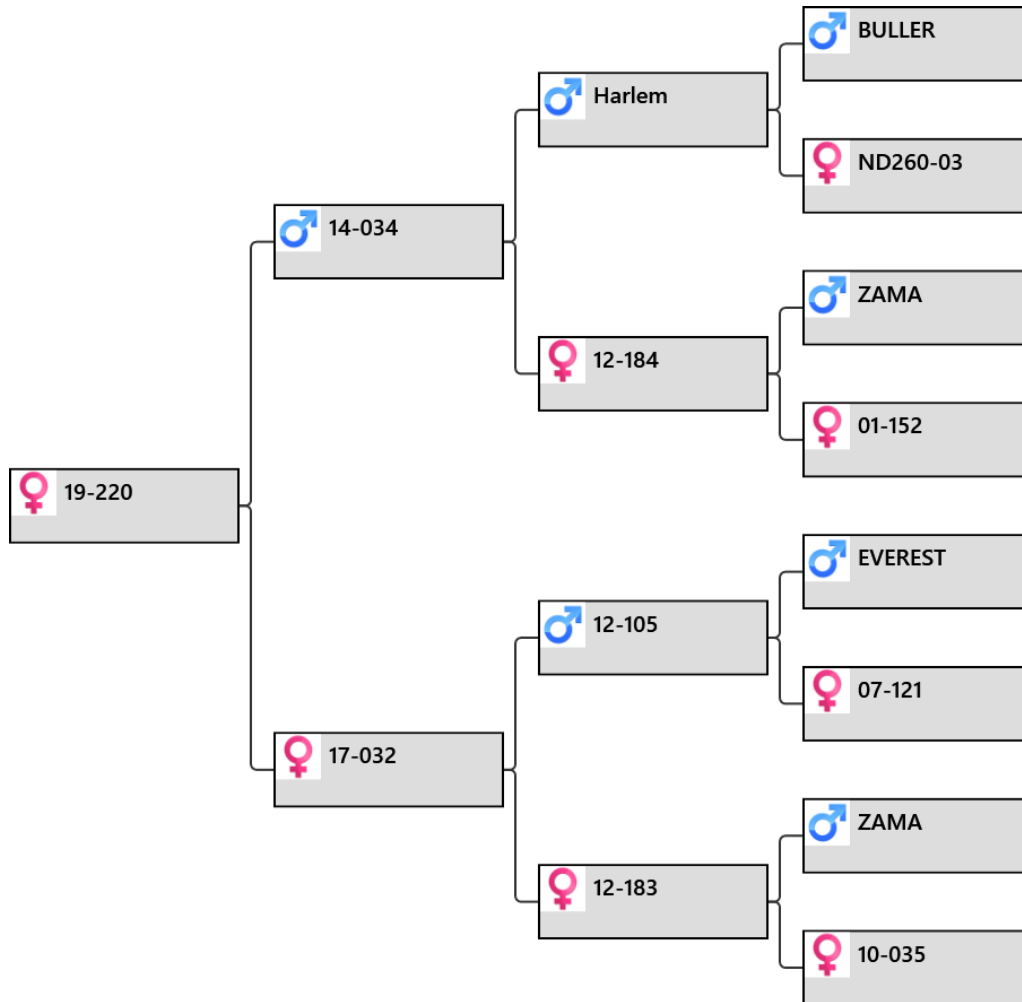 BULLER
Harlem
ND260-03
14-034
ZAMA
12-184
01-152
19-220
EVEREST
12-105
07-121
17-032
ZAMA
12-183
10-035